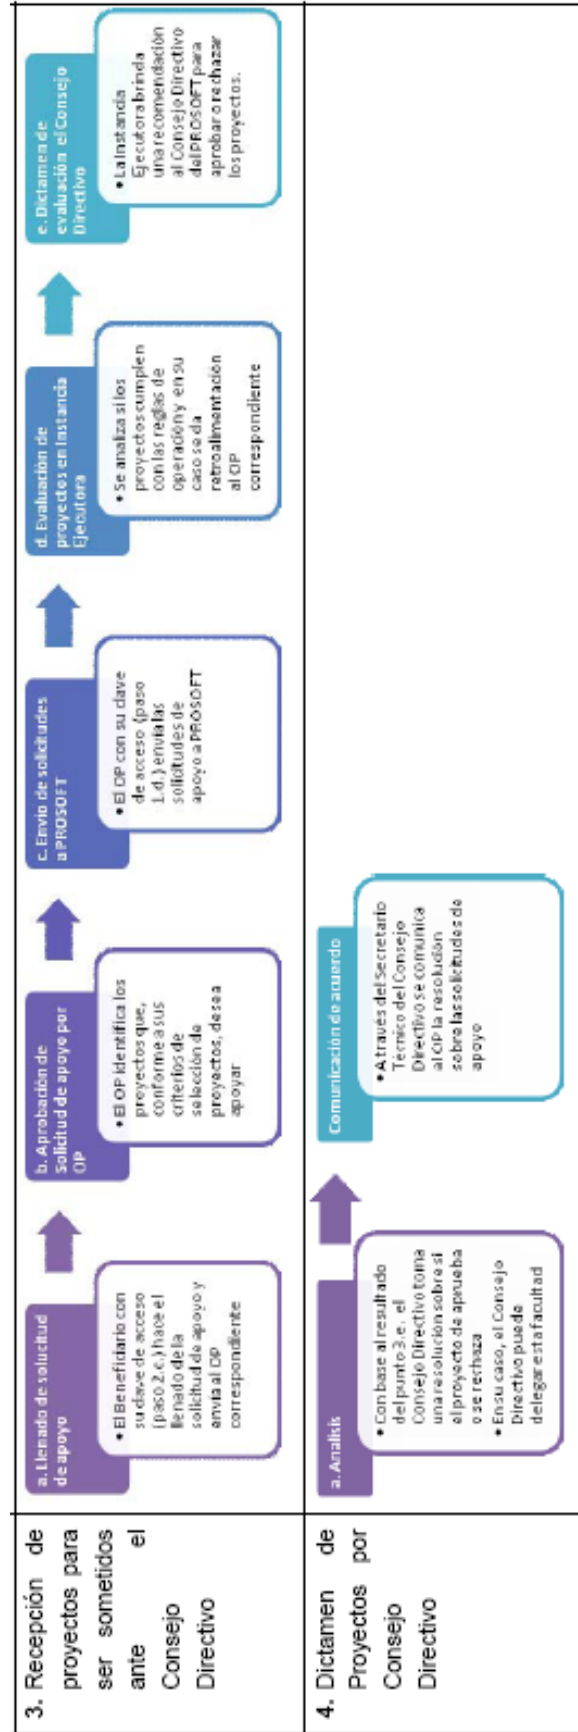 3. Recepción de
proyectos para
ser sometidos
ante el
Consejo
Directivo
a. Llenado de solucitud
de apoyo
• El Beneficiario con
su clave de acceso
(paso 2.c.) hace el
llenado de la
solicitud de apoyo y
envía al OP
correspondiente
b. Aprobación de
Solicitud de apoyo por
OP
• El OP identifica los
proyectos que,
conforme a sus
criterios de
selección de
proyectos, desea
apoyar
c. Envío de solicitudes
a PROSOFT
• El OP con su clave
de acceso (paso
1.d.) envía las
solicitudes de
apoyo a PROSOFT
d. Evaluación de
proyectos en Instancia
Ejecutora
• Se analiza si los
proyectos cumplen
con las reglas de
operación y en su
caso se da
retroalimentación
al OP
correspondiente
e. Dictamen de
evaluación el Consejo
Directivo
• La Instancia
Ejecutora brinda
una recomendación
al Consejo Directivo
del PROSOFT para
aprobar o rechazar
los proyectos.
4. Dictamen de
Proyectos por
Consejo
Directivo
a. Analisis
• Con base al resultado
del punto 3.e. el
Consejo Directivo toma
una resolución sobre si
el proyecto de aprueba
o se rechaza
• En su caso, el Consejo
Directivo puede
delegar esta facultad
Comunicación de acuerdo
• A través del Secretario
Técnico del Consejo
Directivo se comunica
al OP la resolución
sobre las solicitudes de
apoyo